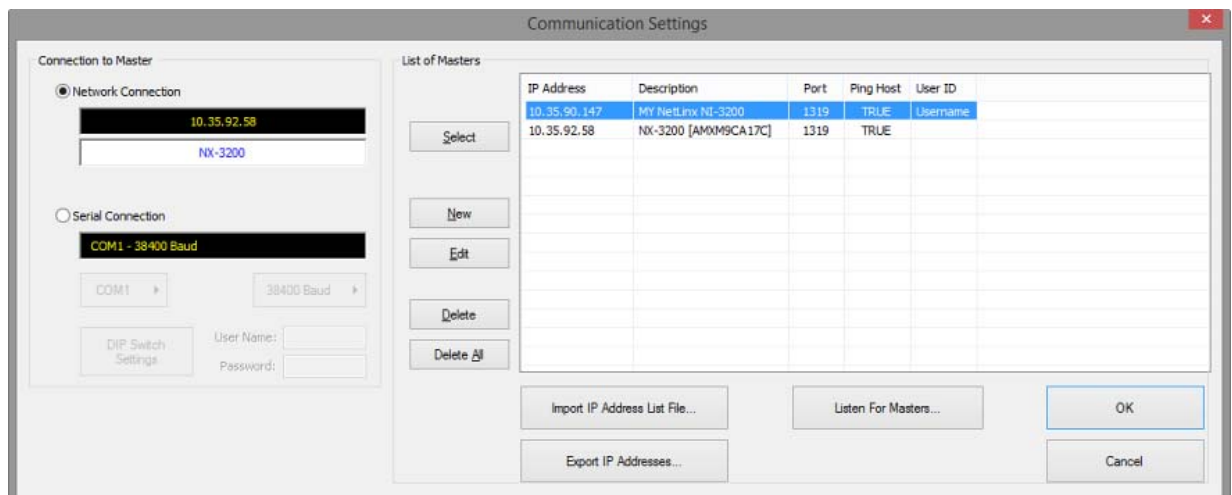 Communication Settings
Connection to Master
Network Connection
10.35.92.58
NX-3200
Serial Connection
COM1 - 38400 Baud
COM1
38400 Baud
DIP Switch
Settings
User Name:
Password:
List of Masters
Select
New
Edit
Delete
Delete All
IP Address Description Port Ping Host User ID
10.35.90.147 MY NetLinx NI-3200 1319 TRUE Username
10.35.92.58 NX-3200 [AMXM9CA17C] 1319 TRUE
Import IP Address List File...
Listen For Masters...
OK
Export IP Addresses...
Cancel